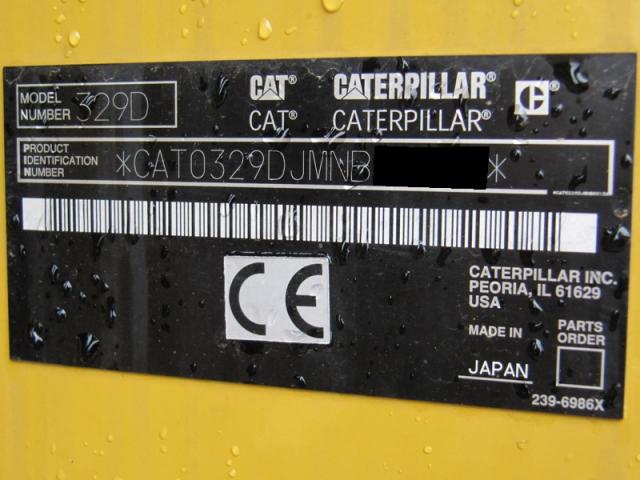 MODEL NUMBER 329D
CAT® CATERPILLAR® C
CAT® CATERPILLAR®
PRODUCT IDENTIFICATION NUMBER *CAT0329DJMNB *
CE
CATERPILLAR INC.
PEORIA, IL 61629
USA
MADE IN
JAPAN
PARTS ORDER
239-6986X